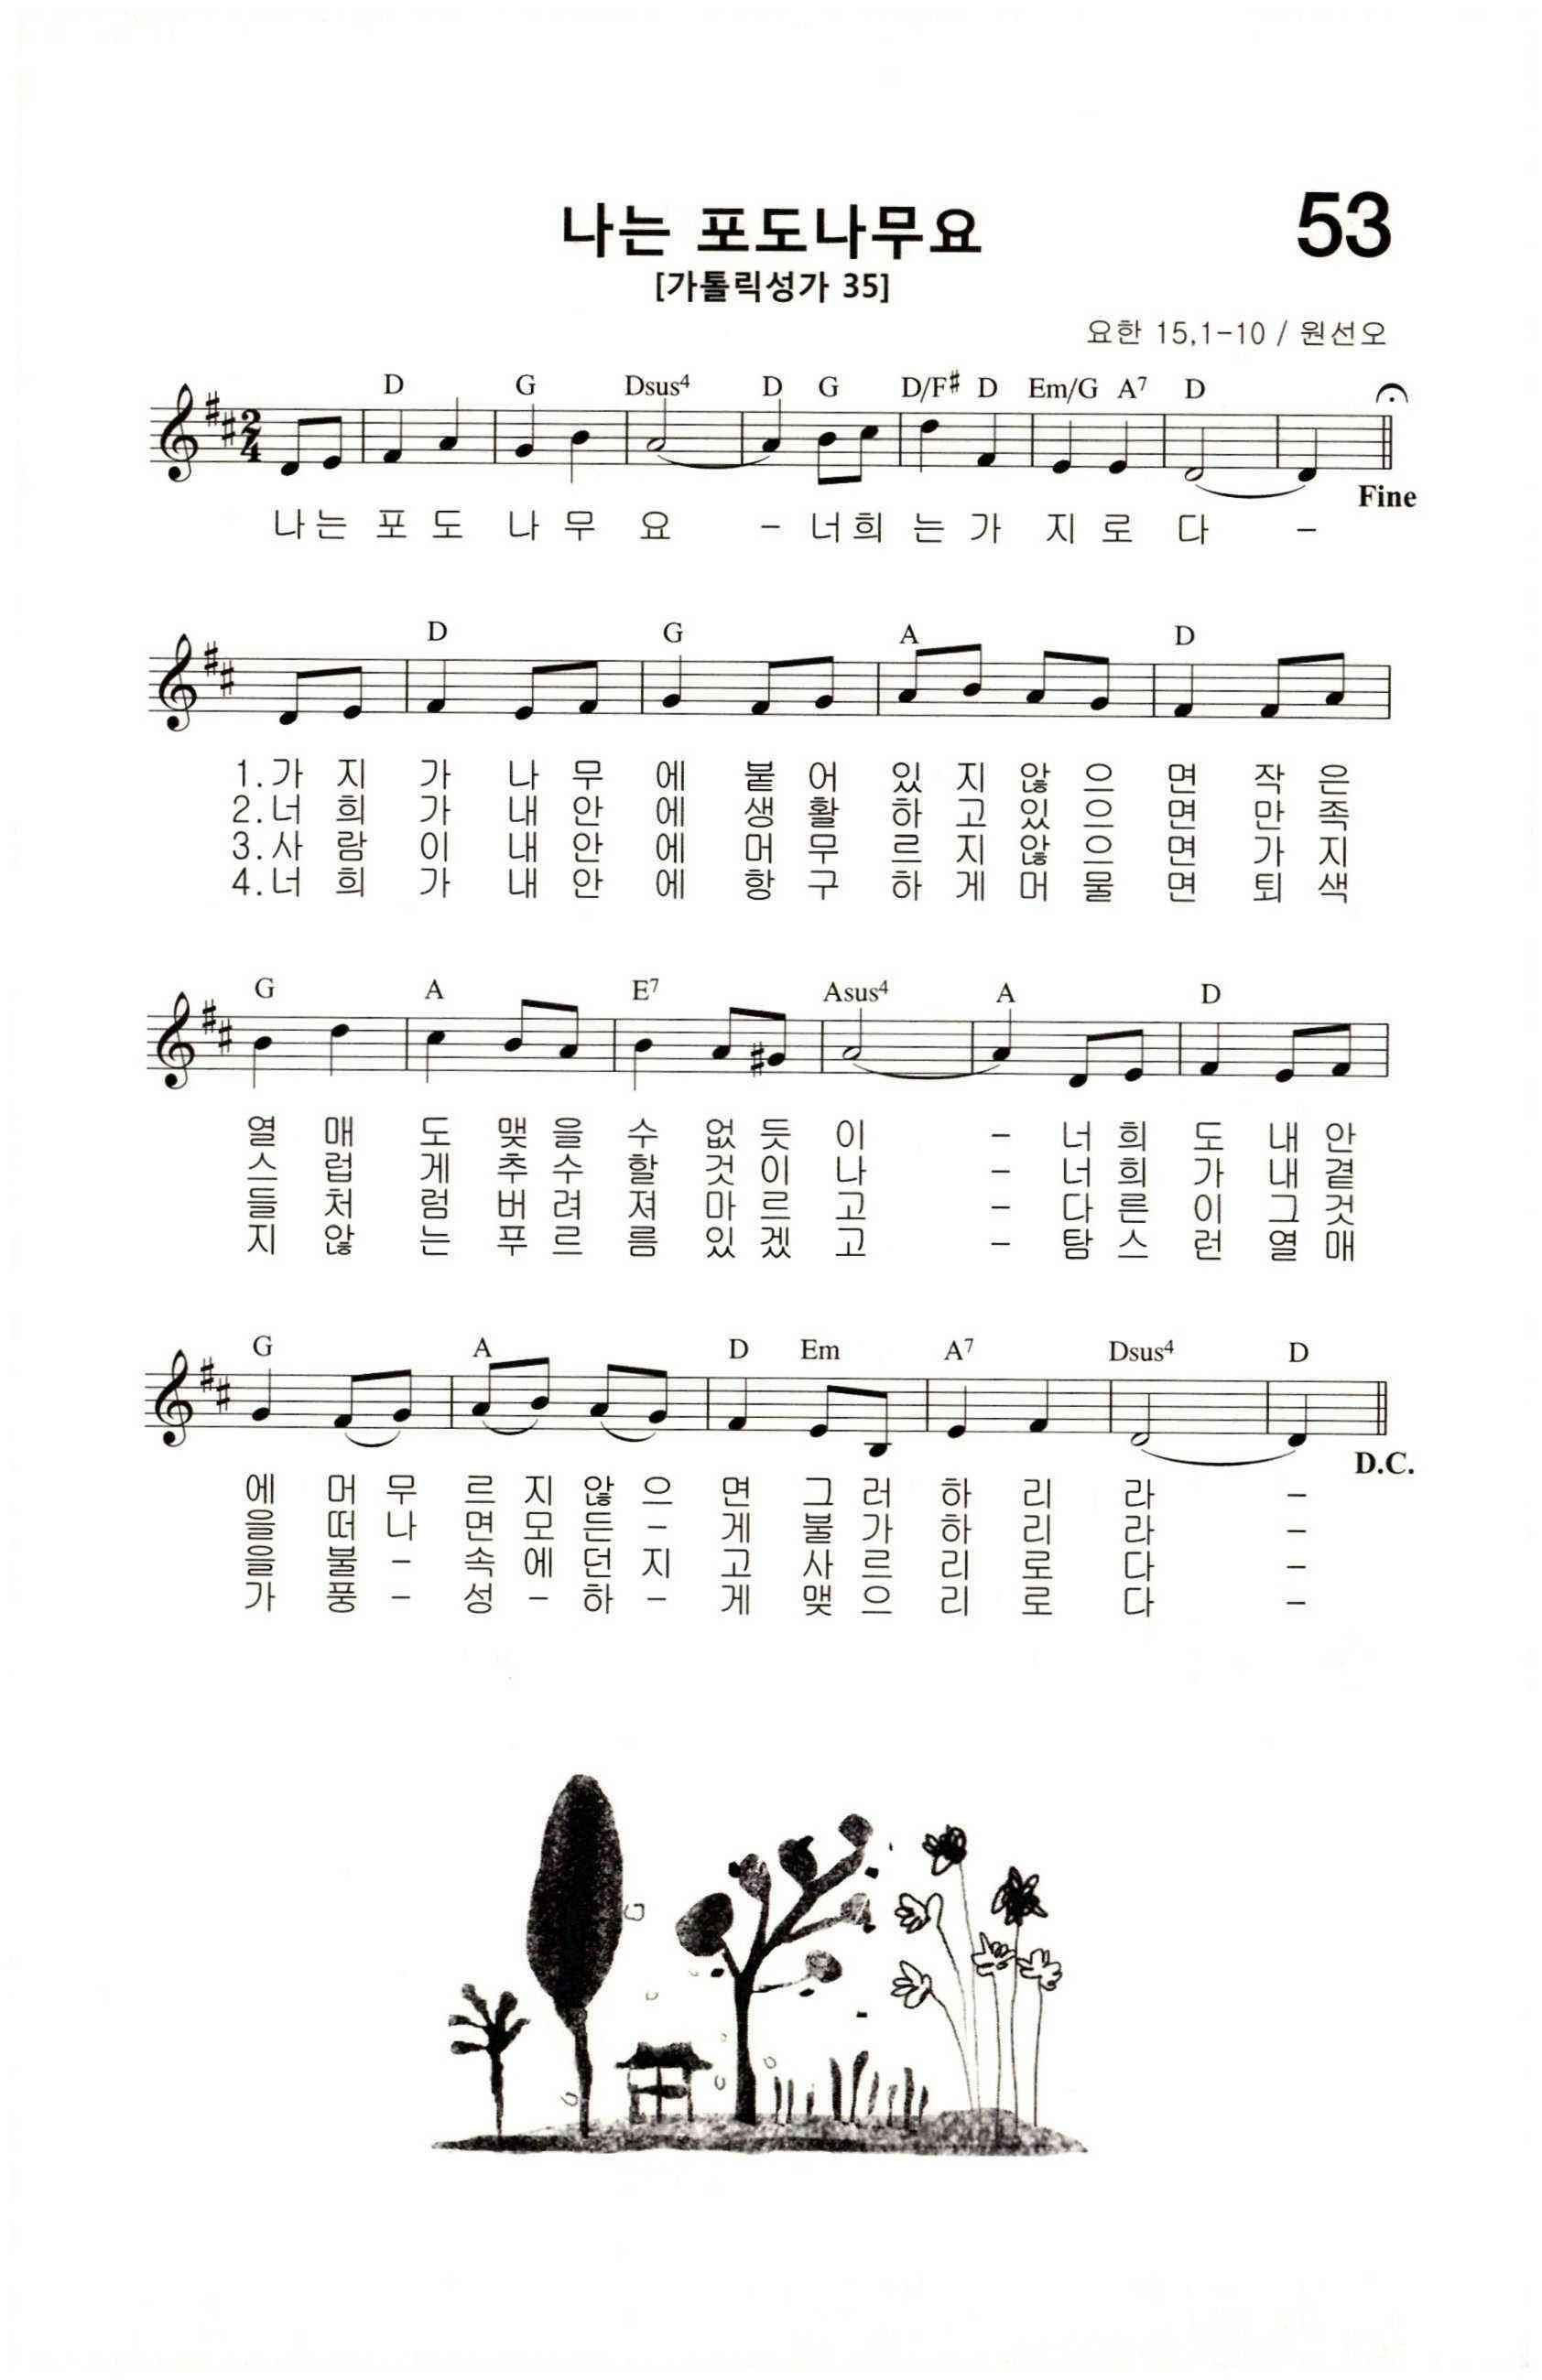 나는 포도나무요
53
[가톨릭성가 35]
요한 15,1-10 / 원선오
D G Dsus4 D G D/F# D Em/G A7 D
Fine
나는 포 도 나 무 요 - 너희 는 가 지 로 다 -
D G A D
1.가 지 가 나 무 에 붙 어 있 지 않 으 면 작 은
2.너 희 가 내 안 에 생 활 하 고 있 으 면 만 족
3.사 람 이 내 안 에 머 무 르 지 않 으 면 가 지
4.너 희 가 내 안 에 항 구 하 게 머 물 면 퇴 색
G A E7 Asus4 A D
열 매 도 맺 을 수 없 듯 이 - 너 희 도 내 안
스 럽 게 추 수 할 것 이 나 - 너 희 가 내 곁
들 처 럼 버 려 져 마 르 고 - 다 른 이 그 것
지 않 는 푸 르 름 있 겠 고 - 탐 스 런 열 매
G A D Em A7 Dsus4 D
D.C.
에 머 무 르 지 않 으 면 그 러 하 리 라 -
을 떠 나 면 모 든 - 게 불 가 하 리 라 -
을 불 - 속 에 던 지 고 사 르 리 로 다 -
가 풍 - 성 - 하 - 게 맺 으 리 로 다 -